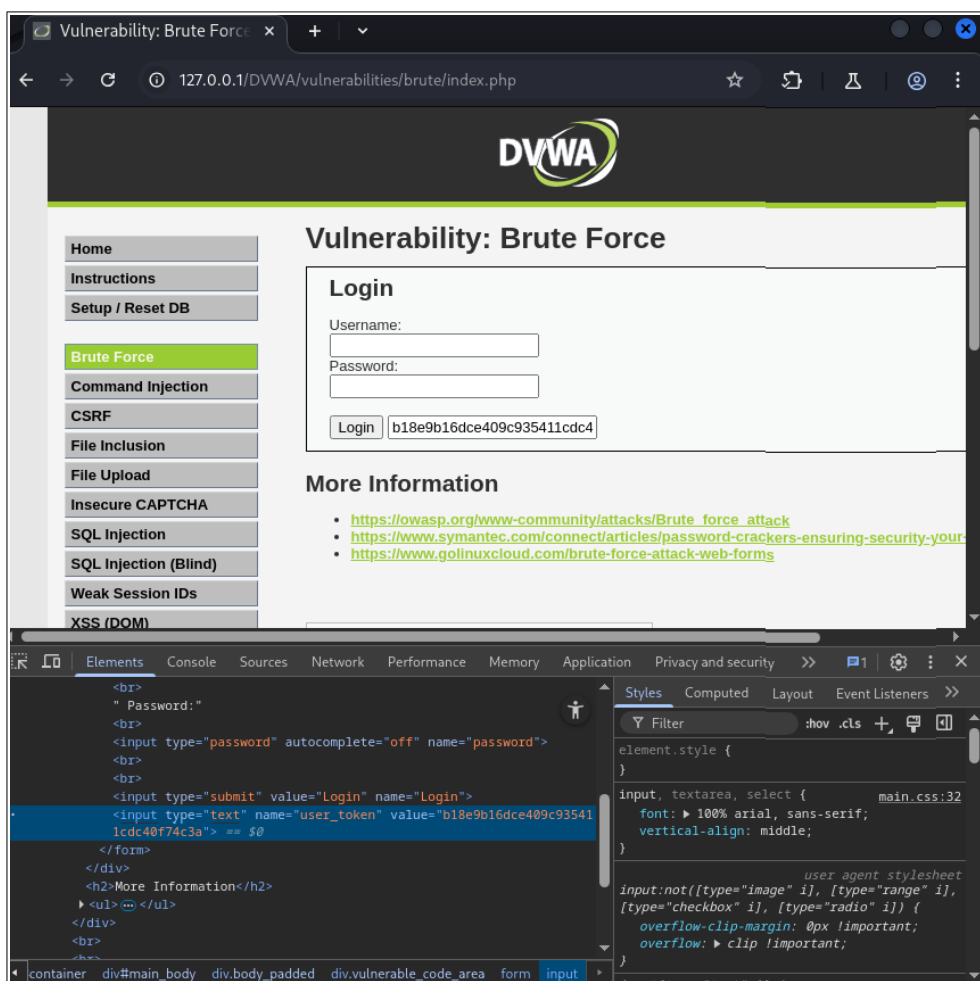 Vulnerability: Brute Force
127.0.0.1/DVWA/vulnerabilities/brute/index.php
DVWA
Home
Instructions
Setup / Reset DB
Brute Force
Command Injection
CSRF
File Inclusion
File Upload
Insecure CAPTCHA
SQL Injection
SQL Injection (Blind)
Weak Session IDs
XSS (DOM)
Vulnerability: Brute Force
Login
Username:
Password:
Login b18e9b16dce409c935411cdc4
More Information
https://owasp.org/www-community/attacks/Brute_force_attack
https://www.symantec.com/connect/articles/password-crackers-ensuring-security-your-
https://www.golinuxcloud.com/brute-force-attack-web-forms
Elements Console Sources Network Performance Memory Application Privacy and security 1
<br>
" Password:"
<br>
<input type="password" autocomplete="off" name="password">
<br>
<br>
<input type="submit" value="Login" name="Login">
<input type="text" name="user_token" value="b18e9b16dce409c93541
1cdc40f74c3a"> == $0
</form>
</div>
<h2>More Information</h2>
<ul> </ul>
</div>
<br>
<br>
container div#main_body div.body_padded div.vulnerable_code_area form input
Styles Computed Layout Event Listeners
Filter :hov .cls
element.style {
}
input, textarea, select { main.css:32
font: 100% arial, sans-serif;
vertical-align: middle;
}
user agent stylesheet
input:not([type="image" i], [type="range" i],
[type="checkbox" i], [type="radio" i]) {
overflow-clip-margin: 0px !important;
overflow: clip !important;
}